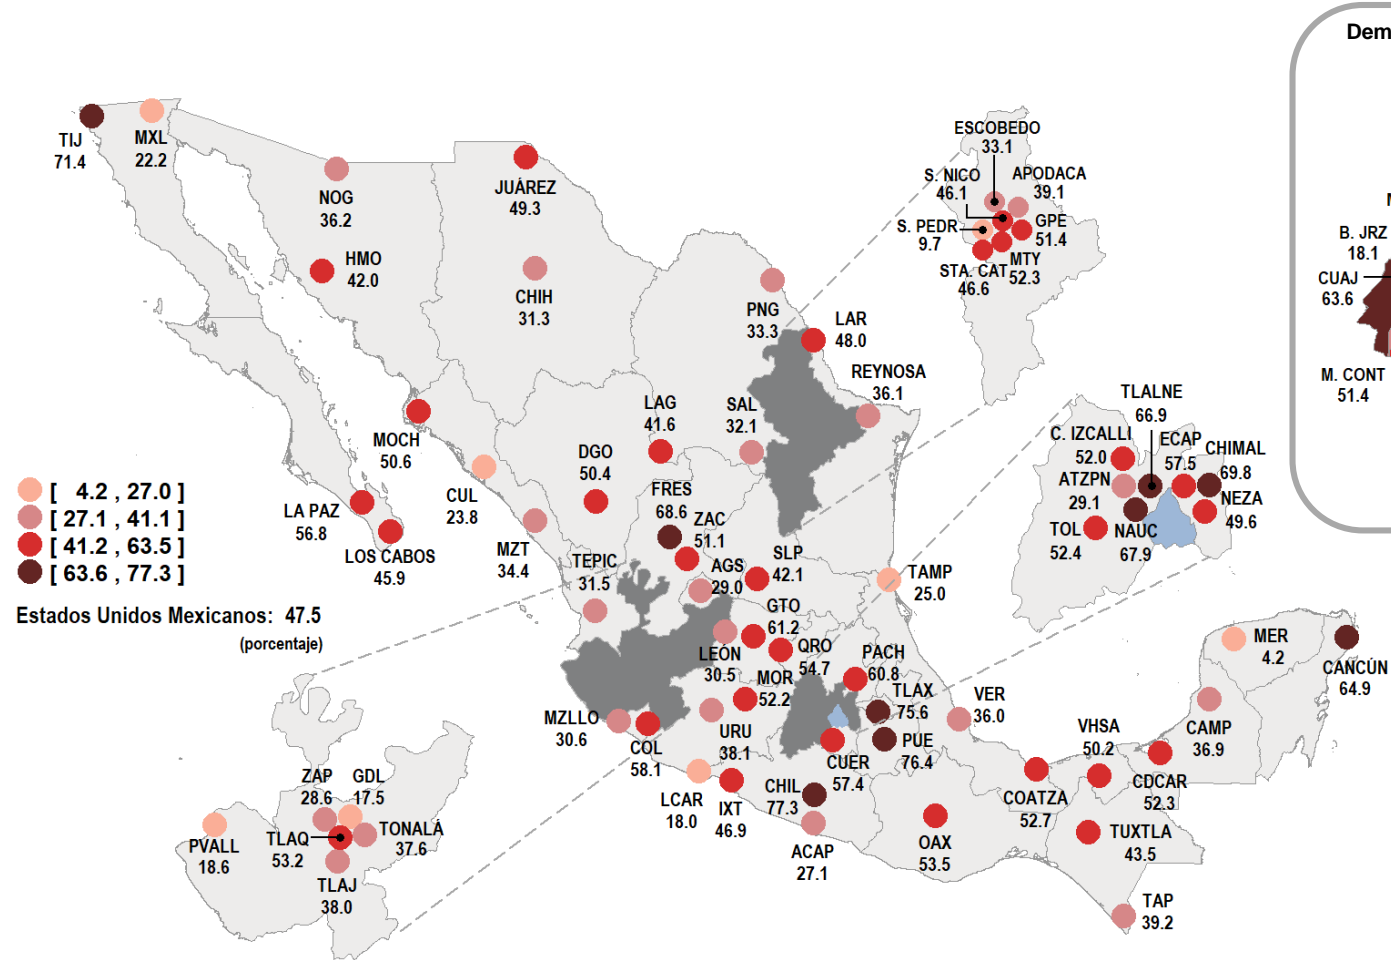 Dem
TIJ
71.4
MXL
22.2
NOG
36.2
HMO
42.0
JUÁREZ
49.3
CHIH
31.3
ESCOBEDO
33.1
S. NICO
46.1
APODACA
39.1
S. PEDR
9.7
GPE
51.4
STA. CAT
46.6
MTY
52.3
PNG
33.3
LAR
48.0
REYNOSA
36.1
B. JRZ
18.1
CUAJ
63.6
M. CONT
51.4
MOCH
50.6
CUL
23.8
LAG
41.6
SAL
32.1
DGO
50.4
FRES
68.6
ZAC
51.1
TLALNE
66.9
C. IZCALLI
52.0
ECAP
57.5
CHIMAL
69.8
ATZPN
29.1
NEZA
49.6
TOL
52.4
NAUC
67.9
[ 4.2 , 27.0 ]
[ 27.1 , 41.1 ]
[ 41.2 , 63.5 ]
[ 63.6 , 77.3 ]
Estados Unidos Mexicanos: 47.5
(porcentaje)
LA PAZ
56.8
LOS CABOS
45.9
MZT
34.4
TEPIC
31.5
AGS
29.0
SLP
42.1
TAMP
25.0
GTO
61.2
LEÓN
30.5
QRO
54.7
PACH
60.8
MOR
52.2
TLAX
75.6
VER
36.0
MER
4.2
CANCÚN
64.9
MZLLO
30.6
COL
58.1
URU
38.1
CUER
57.4
PUE
76.4
VHSA
50.2
CAMP
36.9
CDCAR
52.3
LCAR
18.0
IXT
46.9
CHIL
77.3
ACAP
27.1
COATZA
52.7
OAX
53.5
TUXTLA
43.5
TAP
39.2
ZAP
28.6
GDL
17.5
PVALL
18.6
TLAQ
53.2
TONALÁ
37.6
TLAJ
38.0